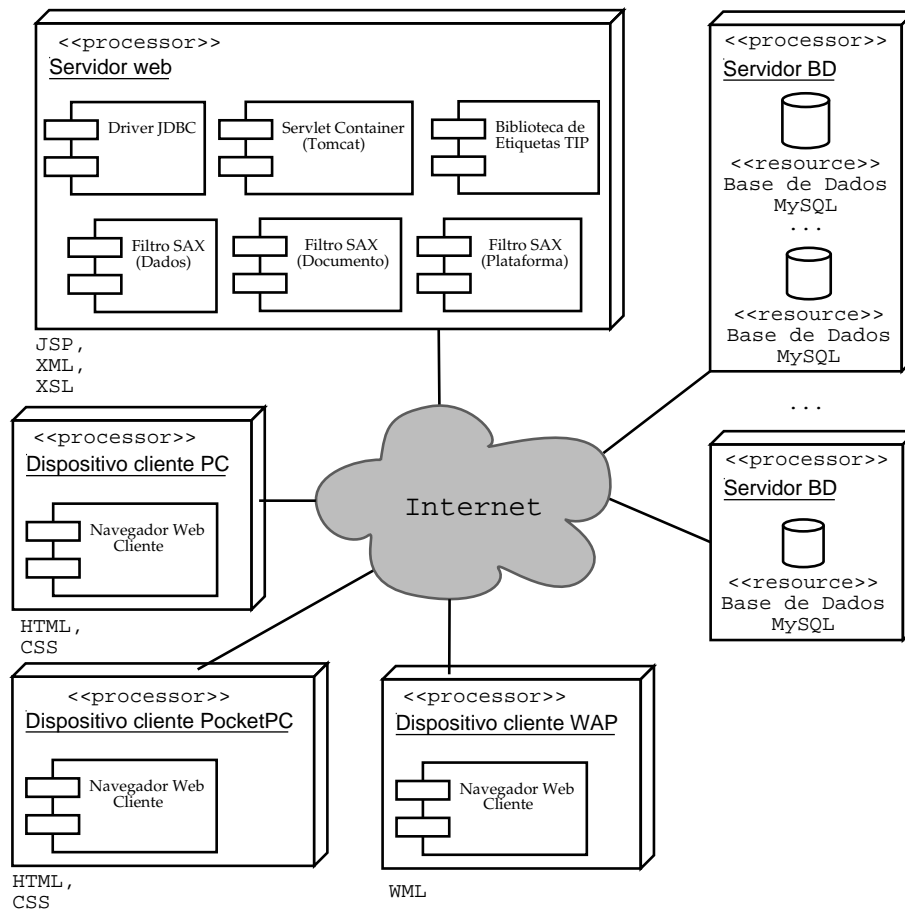 <<processor>>
Servidor web
Driver JDBC
Servlet Container
(Tomcat)
Biblioteca de
Etiquetas TIP
Filtro SAX
(Dados)
Filtro SAX
(Documento)
Filtro SAX
(Plataforma)
JSP,
XML,
XSL
<<processor>>
Servidor BD
<<resource>>
Base de Dados
MySQL
...
<<resource>>
Base de Dados
MySQL
...
<<processor>>
Servidor BD
<<resource>>
Base de Dados
MySQL
Internet
<<processor>>
Dispositivo cliente PC
Navegador Web
Cliente
HTML,
CSS
<<processor>>
Dispositivo cliente PocketPC
Navegador Web
Cliente
HTML,
CSS
<<processor>>
Dispositivo cliente WAP
Navegador Web
Cliente
WML